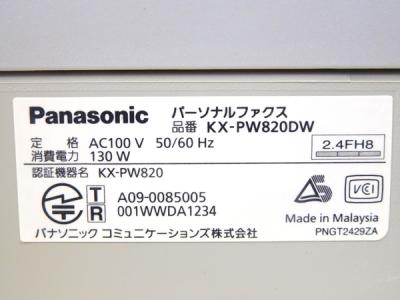 Panasonic パーソナルファクス
品番 KX-PW820DW
定 格 AC100 V 50/60 Hz 2.4FH8
消費電力 130 W
認証機器名 KX-PW820
T A09-0085005
R 001WWDA1234
VCI
Made in Malaysia
パナソニック コミュニケーションズ株式会社 PNGT2429ZA